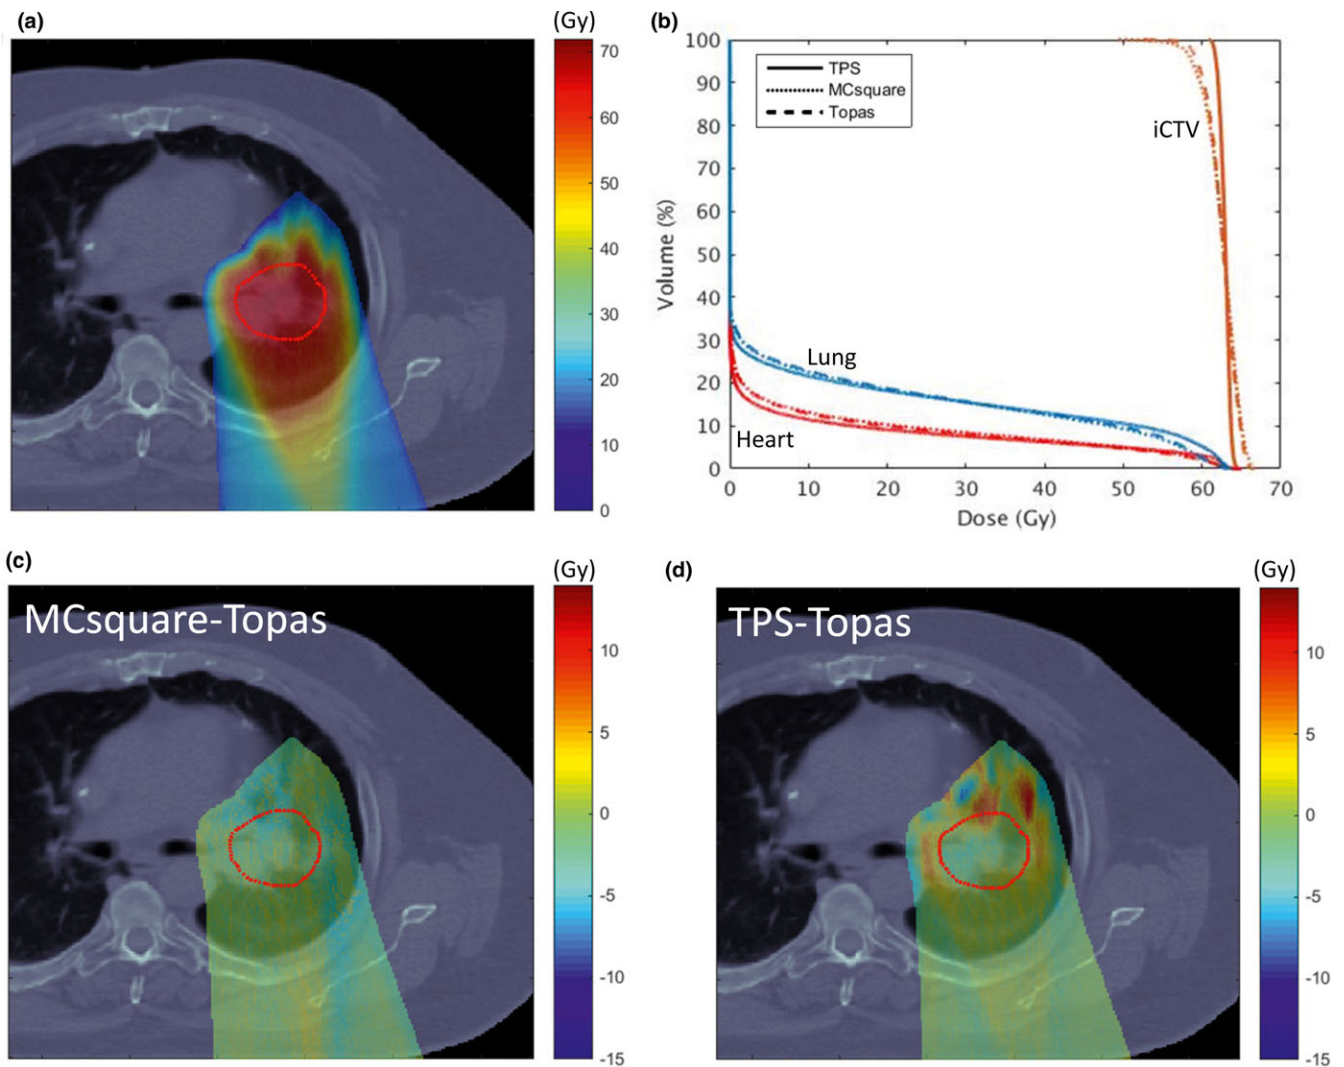 (a)
(Gy)
70
60
50
40
30
20
10
0
(b)
100
90
80
70
60
50
40
30
20
10
0
Volume (%)
TPS
MCsquare
Topas
iCTV
Lung
Heart
0 10 20 30 40 50 60 70
Dose (Gy)
(c)
(Gy)
MCsquare-Topas
10
5
0
-5
-10
-15
(d)
(Gy)
TPS-Topas
10
5
0
-5
-10
-15